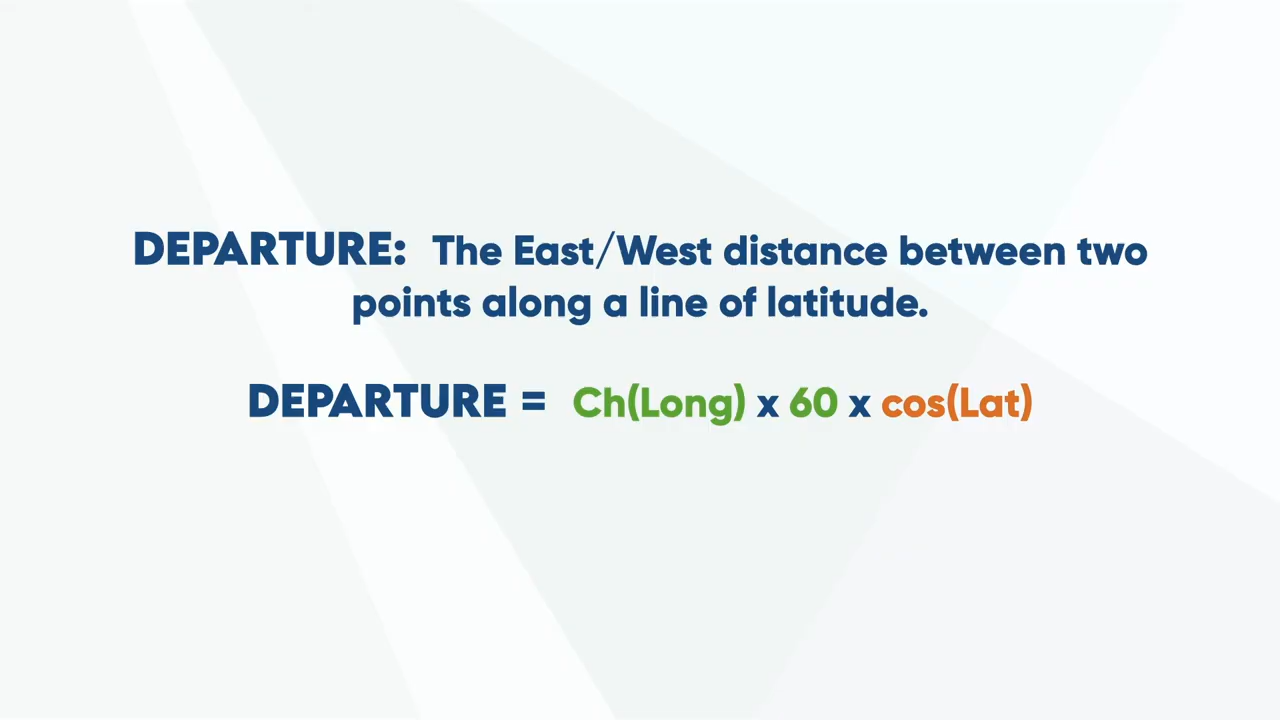 DEPARTURE: The East/West distance between two
points along a line of latitude.
DEPARTURE = Ch(Long) x 60 x cos(Lat)